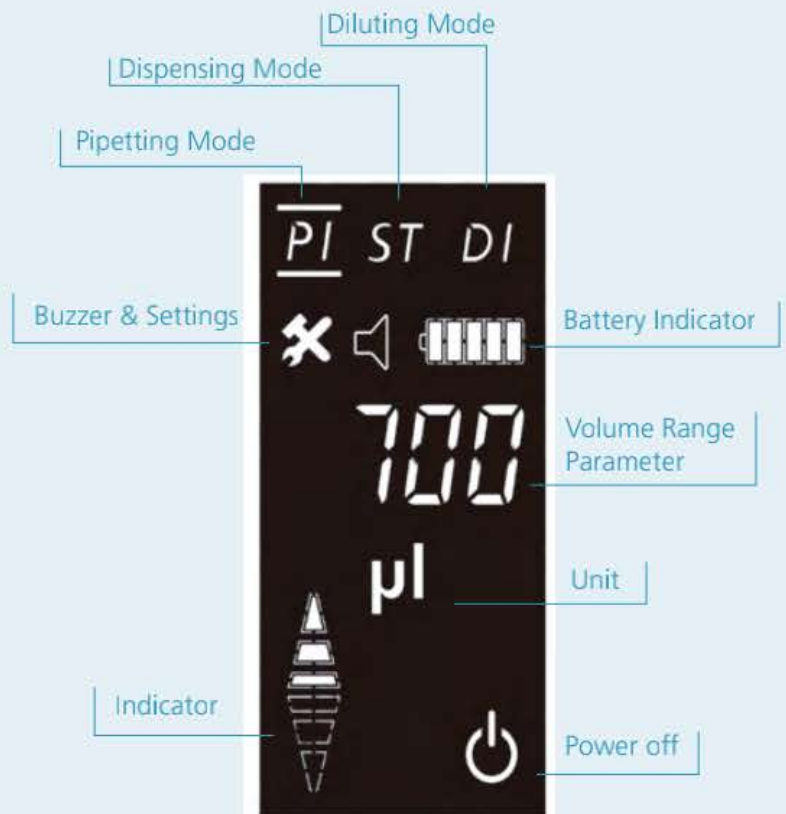 Diluting Mode
Dispensing Mode
Pipetting Mode
PI ST DI
Buzzer & Settings
Battery Indicator
700
Volume Range
Parameter
µl
Unit
Indicator
Power off